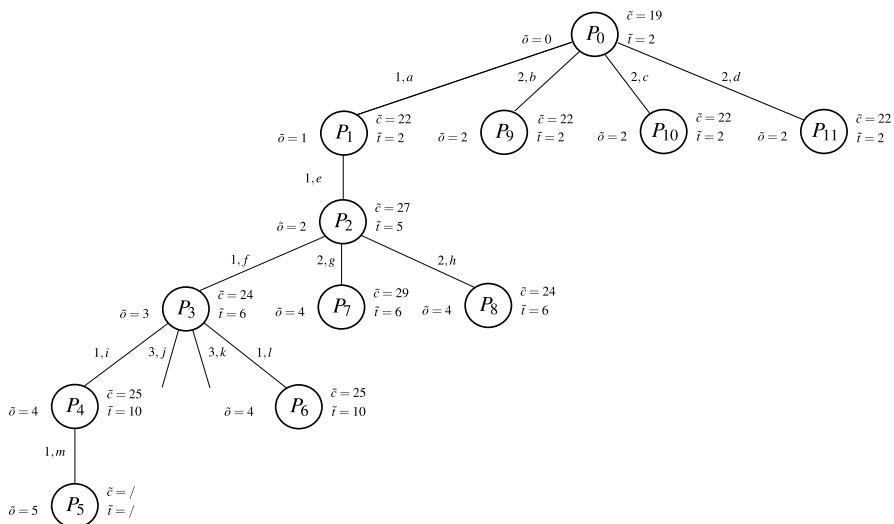 c̃ = 19
õ = 0 P₀ t̃ = 2
1, a 2, b 2, c 2, d
c̃ = 22 c̃ = 22 c̃ = 22 c̃ = 22
õ = 1 P₁ t̃ = 2 õ = 2 P₉ t̃ = 2 õ = 2 P₁₀ t̃ = 2 õ = 2 P₁₁ t̃ = 2
1, e
c̃ = 27
õ = 2 P₂ t̃ = 5
1, f 2, g 2, h
c̃ = 24 c̃ = 29 c̃ = 24
õ = 3 P₃ t̃ = 6 õ = 4 P₇ t̃ = 6 õ = 4 P₈ t̃ = 6
1, i 3, j 3, k 1, l
c̃ = 25 c̃ = 25
õ = 4 P₄ t̃ = 10 õ = 4 P₆ t̃ = 10
1, m
c̃ = /
õ = 5 P₅ t̃ = /